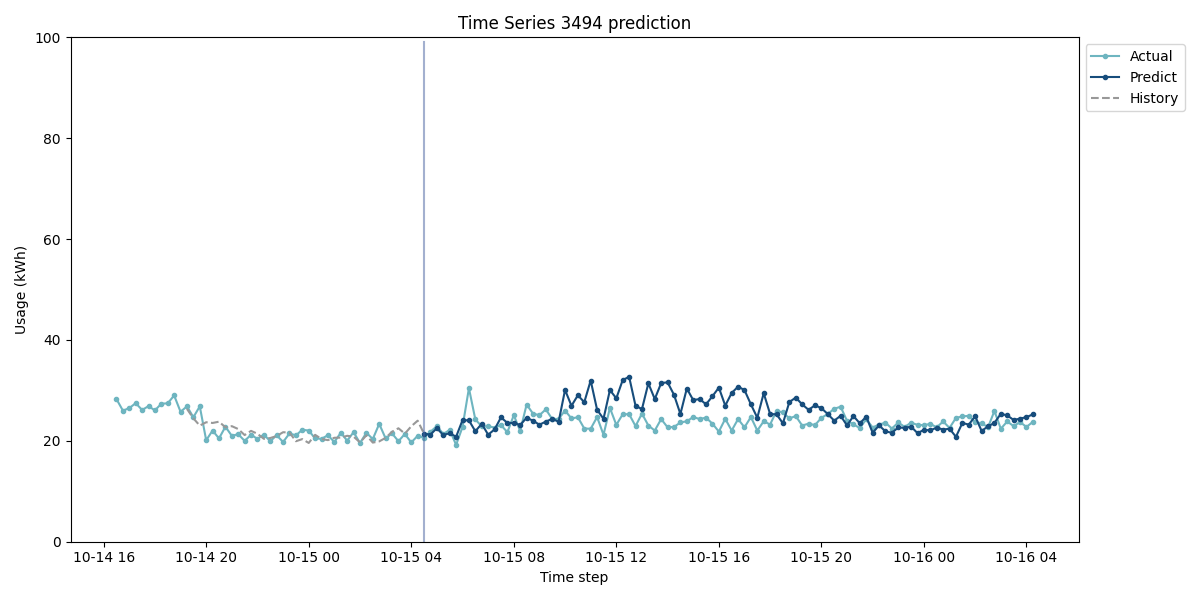 Time Series 3494 prediction
Usage (kWh)
100
80
60
40
20
0
10-14 16
10-14 20
10-15 00
10-15 04
10-15 08
10-15 12
10-15 16
10-15 20
10-16 00
10-16 04
Time step
Actual
Predict
History